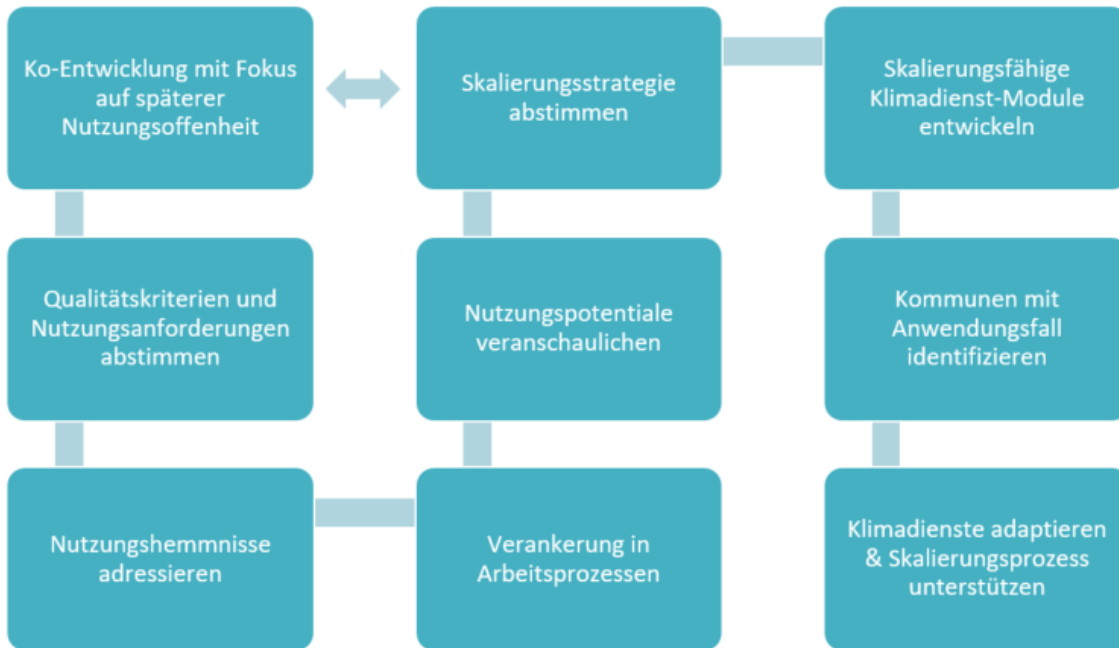 Ko-Entwicklung mit Fokus
auf späterer
Nutzungsoffenheit
Qualitätskriterien und
Nutzungsanforderungen
abstimmen
Nutzungshemmnisse
adressieren
Verankerung in
Arbeitsprozessen
Nutzungspotentiale
veranschaulichen
Skalierungsstrategie
abstimmen
Skalierungsfähige
Klimadienst-Module
entwickeln
Kommunen mit
Anwendungsfall
identifizieren
Klimadienste adaptieren
& Skalierungsprozess
unterstützen